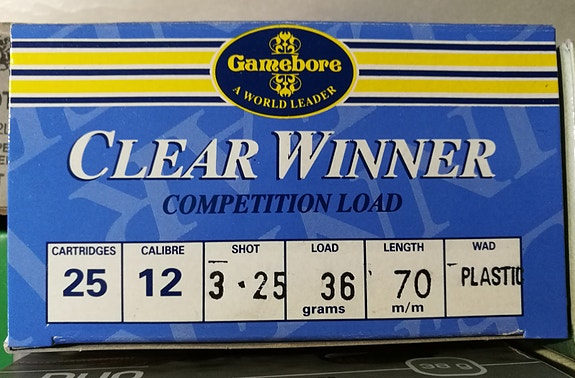 Gamebore
A WORLD LEADER
CLEAR WINNER
COMPETITION LOAD
CARTRIDGES CALIBRE SHOT LOAD LENGTH WAD
25 12 3 · 25 36 70 PLASTIC
grams m/m